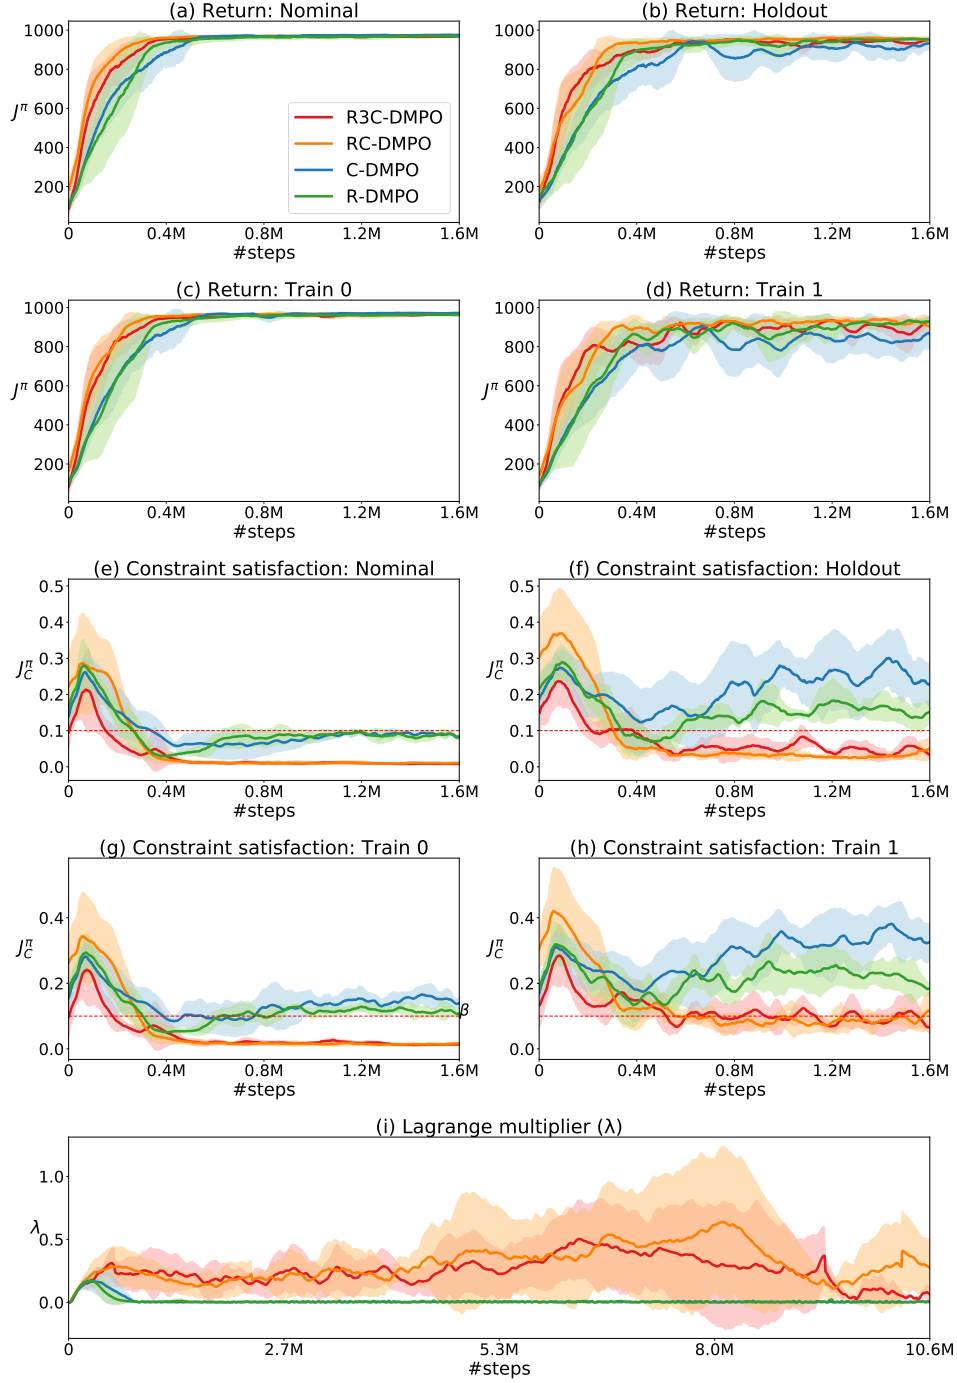 (a) Return: Nominal
1000
800
600
400
200
J^π
0 0.4M 0.8M 1.2M 1.6M
#steps
R3C-DMPO
RC-DMPO
C-DMPO
R-DMPO
(b) Return: Holdout
1000
800
600
400
200
J^π
0 0.4M 0.8M 1.2M 1.6M
#steps
(c) Return: Train 0
1000
800
600
400
200
J^π
0 0.4M 0.8M 1.2M 1.6M
#steps
(d) Return: Train 1
1000
800
600
400
200
J^π
0 0.4M 0.8M 1.2M 1.6M
#steps
(e) Constraint satisfaction: Nominal
0.5
0.4
0.3
0.2
0.1
0.0
J_C^π
0 0.4M 0.8M 1.2M 1.6M
#steps
(f) Constraint satisfaction: Holdout
0.5
0.4
0.3
0.2
0.1
0.0
J_C^π
0 0.4M 0.8M 1.2M 1.6M
#steps
(g) Constraint satisfaction: Train 0
0.4
0.2
0.0
J_C^π
β
0 0.4M 0.8M 1.2M 1.6M
#steps
(h) Constraint satisfaction: Train 1
0.4
0.2
0.0
J_C^π
0 0.4M 0.8M 1.2M 1.6M
#steps
(i) Lagrange multiplier (λ)
1.0
0.5
0.0
λ
0 2.7M 5.3M 8.0M 10.6M
#steps